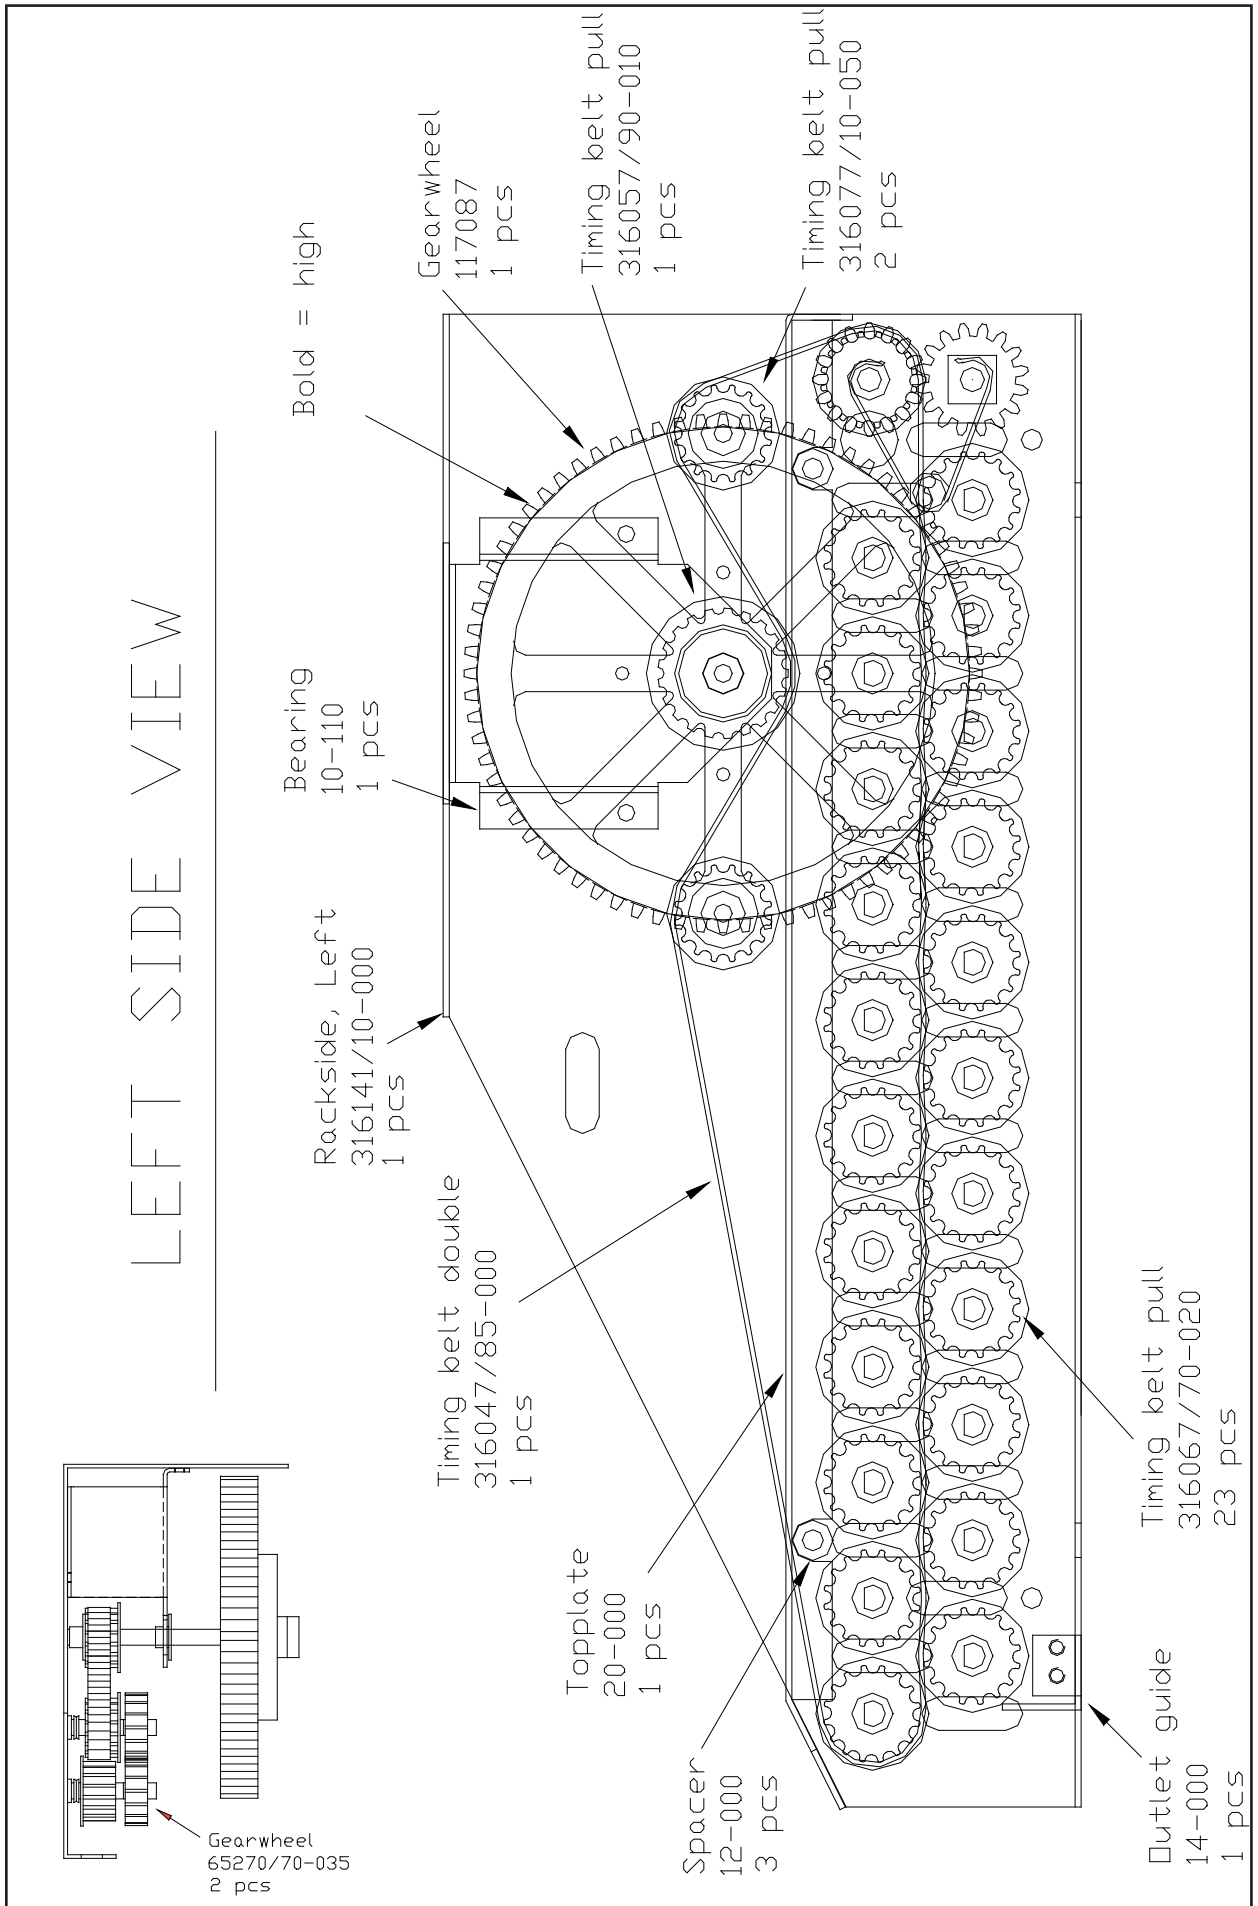 LEFT SIDE VIEW
Gearwheel
65270/70-035
2 pcs
Bold = high
Bearing
10-110
1 pcs
Rackside, Left
316141/10-000
1 pcs
Gearwheel
117087
1 pcs
Timing belt double
316047/85-000
1 pcs
Timing belt pull
316057/90-010
1 pcs
Topplate
20-000
1 pcs
Spacer
12-000
3 pcs
Timing belt pull
316077/10-050
2 pcs
Timing belt pull
316067/70-020
23 pcs
Outlet guide
14-000
1 pcs